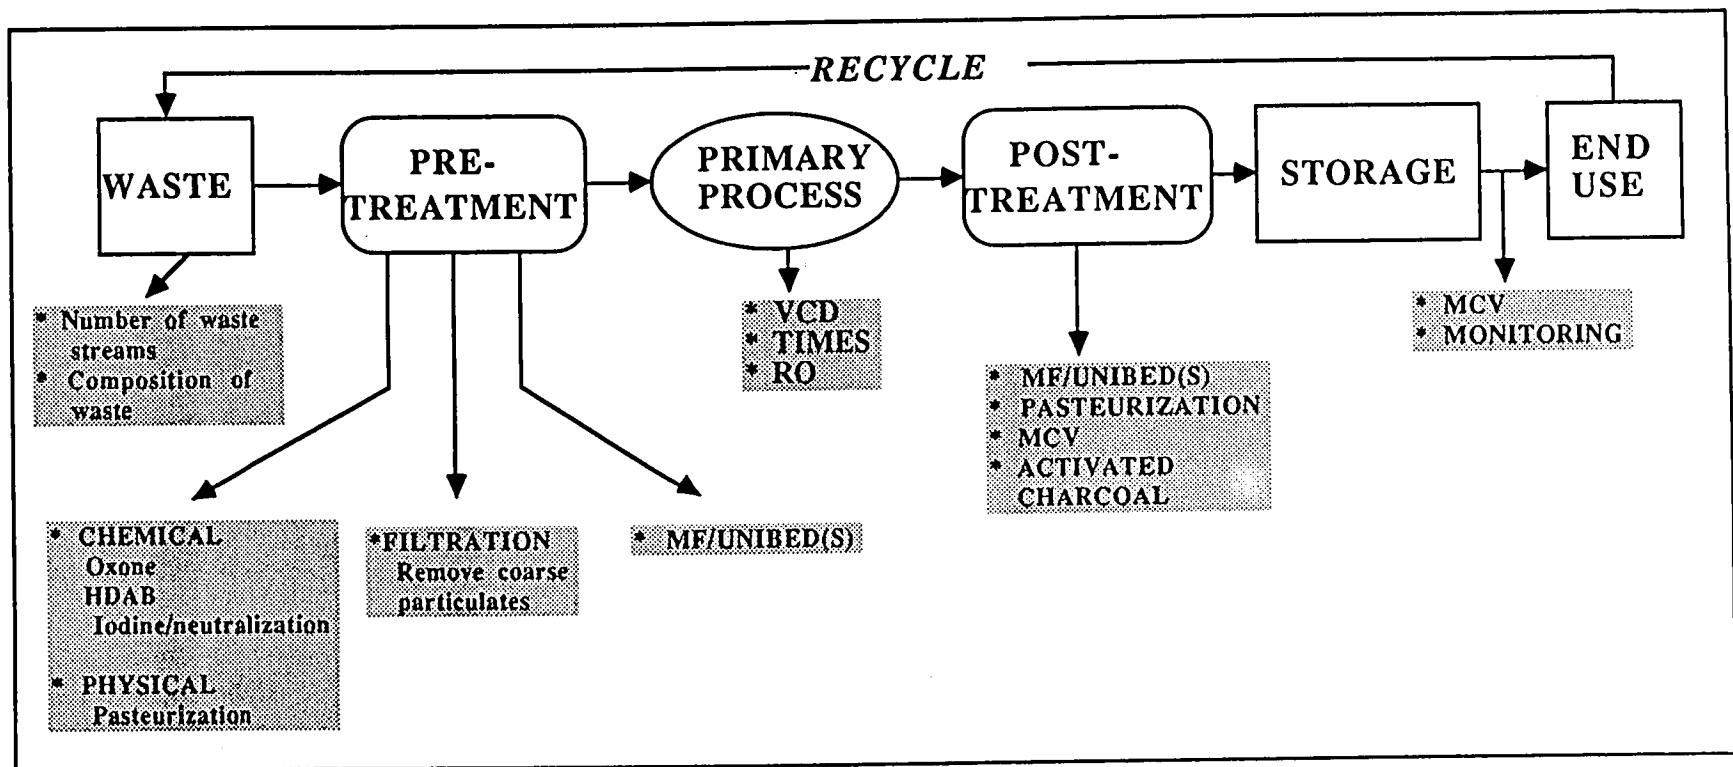 RECYCLE
WASTE
PRE-
TREATMENT
PRIMARY
PROCESS
POST-
TREATMENT
STORAGE
END
USE
* Number of waste
streams
* Composition of
waste
* VCD
* TIMES
* RO
* MCV
* MONITORING
* MF/UNIBED(S)
* PASTEURIZATION
* MCV
* ACTIVATED
CHARCOAL
* CHEMICAL
Oxone
HDAB
Iodine/neutralization
* PHYSICAL
Pasteurization
*FILTRATION
Remove coarse
particulates
* MF/UNIBED(S)